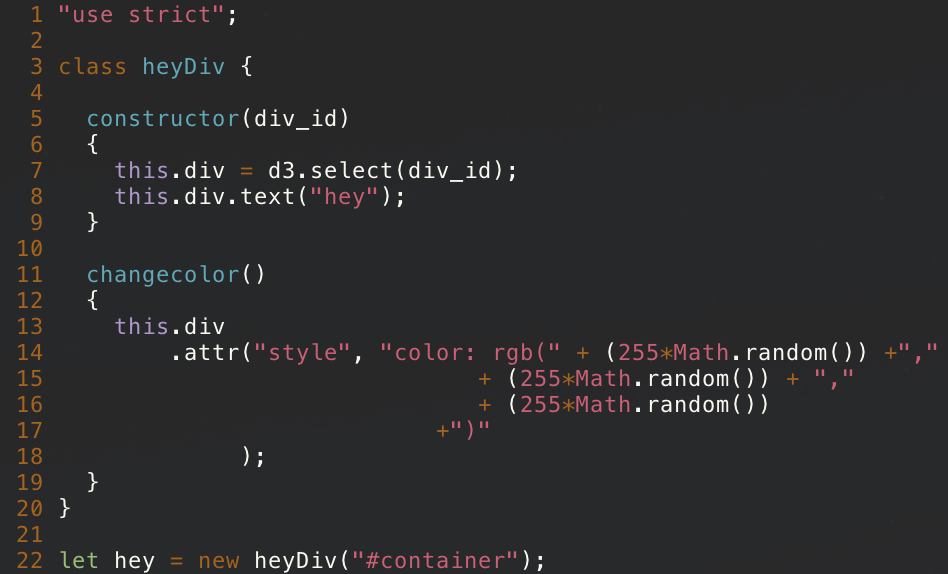 1 "use strict";
2
3 class heyDiv {
4
5   constructor(div_id)
6   {
7     this.div = d3.select(div_id);
8     this.div.text("hey");
9   }
10
11   changecolor()
12   {
13     this.div
14         .attr("style", "color: rgb(" + (255*Math.random()) +","
15                               + (255*Math.random()) + ","
16                               + (255*Math.random())
17                            +")"
18              );
19   }
20 }
21
22 let hey = new heyDiv("#container");